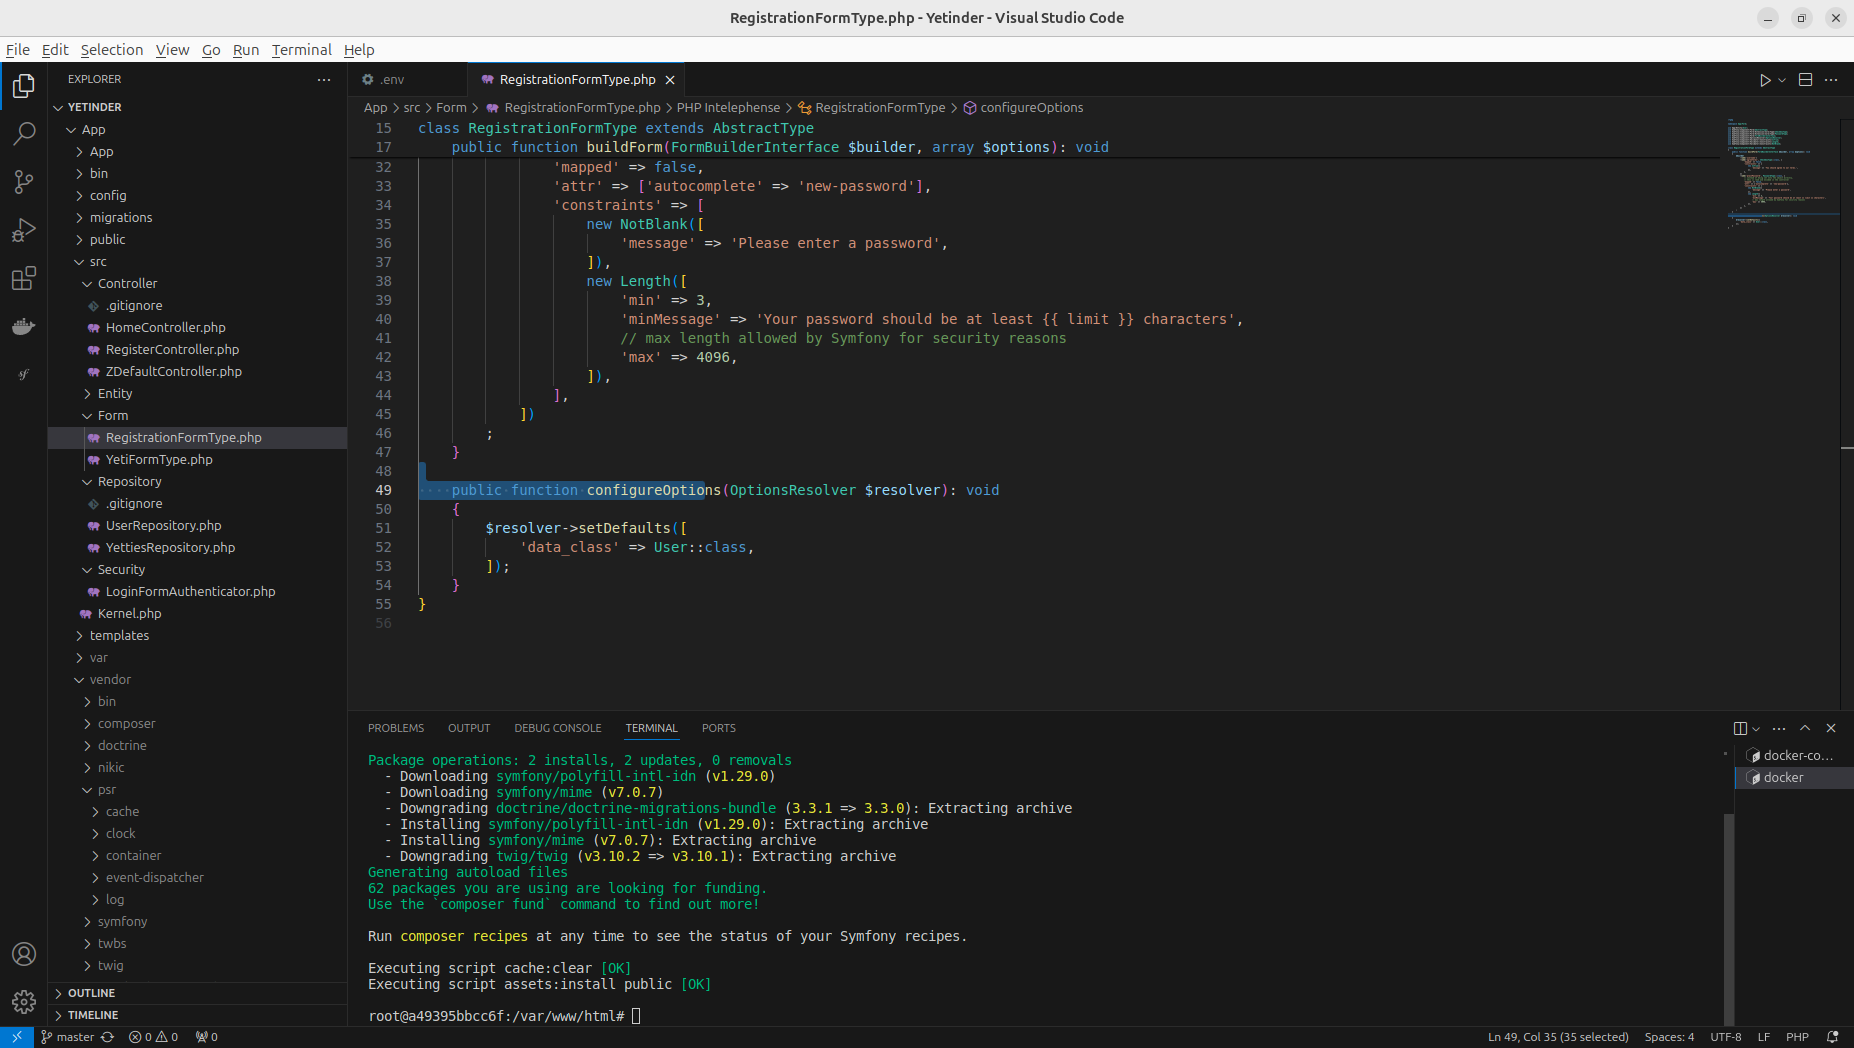 RegistrationFormType.php - Yetinder - Visual Studio Code
File Edit Selection View Go Run Terminal Help
EXPLORER
YETINDER
App
App
bin
config
migrations
public
src
Controller
.gitignore
HomeController.php
RegisterController.php
ZDefaultController.php
Entity
Form
RegistrationFormType.php
YetiFormType.php
Repository
.gitignore
UserRepository.php
YettiesRepository.php
Security
LoginFormAuthenticator.php
Kernel.php
templates
var
vendor
bin
composer
doctrine
nikic
psr
cache
clock
container
event-dispatcher
log
symfony
twbs
twig
OUTLINE
TIMELINE
.env RegistrationFormType.php
App > src > Form > RegistrationFormType.php > PHP Intelephense > RegistrationFormType > configureOptions
15 class RegistrationFormType extends AbstractType
17 public function buildForm(FormBuilderInterface $builder, array $options): void
32 'mapped' => false,
33 'attr' => ['autocomplete' => 'new-password'],
34 'constraints' => [
35 new NotBlank([
36 'message' => 'Please enter a password',
37 ]),
38 new Length([
39 'min' => 3,
40 'minMessage' => 'Your password should be at least {{ limit }} characters',
41 // max length allowed by Symfony for security reasons
42 'max' => 4096,
43 ]),
44 ],
45 ])
46 ;
47 }
48
49 public function configureOptions(OptionsResolver $resolver): void
50 {
51 $resolver->setDefaults([
52 'data_class' => User::class,
53 ]);
54 }
55 }
56
PROBLEMS OUTPUT DEBUG CONSOLE TERMINAL PORTS
Package operations: 2 installs, 2 updates, 0 removals
- Downloading symfony/polyfill-intl-idn (v1.29.0)
- Downloading symfony/mime (v7.0.7)
- Downgrading doctrine/doctrine-migrations-bundle (3.3.1 => 3.3.0): Extracting archive
- Installing symfony/polyfill-intl-idn (v1.29.0): Extracting archive
- Installing symfony/mime (v7.0.7): Extracting archive
- Downgrading twig/twig (v3.10.2 => v3.10.1): Extracting archive
Generating autoload files
62 packages you are using are looking for funding.
Use the `composer fund` command to find out more!
Run composer recipes at any time to see the status of your Symfony recipes.
Executing script cache:clear [OK]
Executing script assets:install public [OK]
root@a49395bbcc6f:/var/www/html#
docker-co...
docker
master 0 0 0
Ln 49, Col 35 (35 selected) Spaces: 4 UTF-8 LF PHP